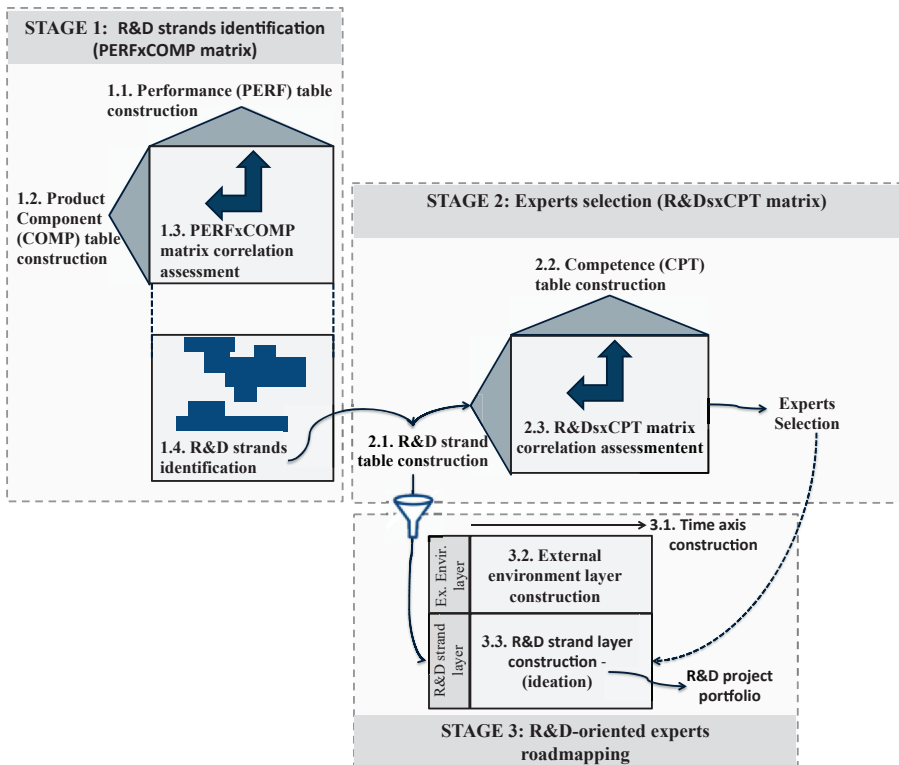 STAGE 1: R&D strands identification
(PERFxCOMP matrix)
1.1. Performance (PERF) table
construction
1.2. Product
Component
(COMP) table
construction
1.3. PERFxCOMP
matrix correlation
assessment
1.4. R&D strands
identification
STAGE 2: Experts selection (R&DsxCPT matrix)
2.2. Competence (CPT)
table construction
2.1. R&D strand
table construction
2.3. R&DsxCPT matrix
correlation assessmentent
Experts
Selection
3.1. Time axis
construction
Ex. Envir.
layer
3.2. External
environment layer
construction
R&D strand
layer
3.3. R&D strand layer
construction -
(ideation)
R&D project
portfolio
STAGE 3: R&D-oriented experts
roadmapping